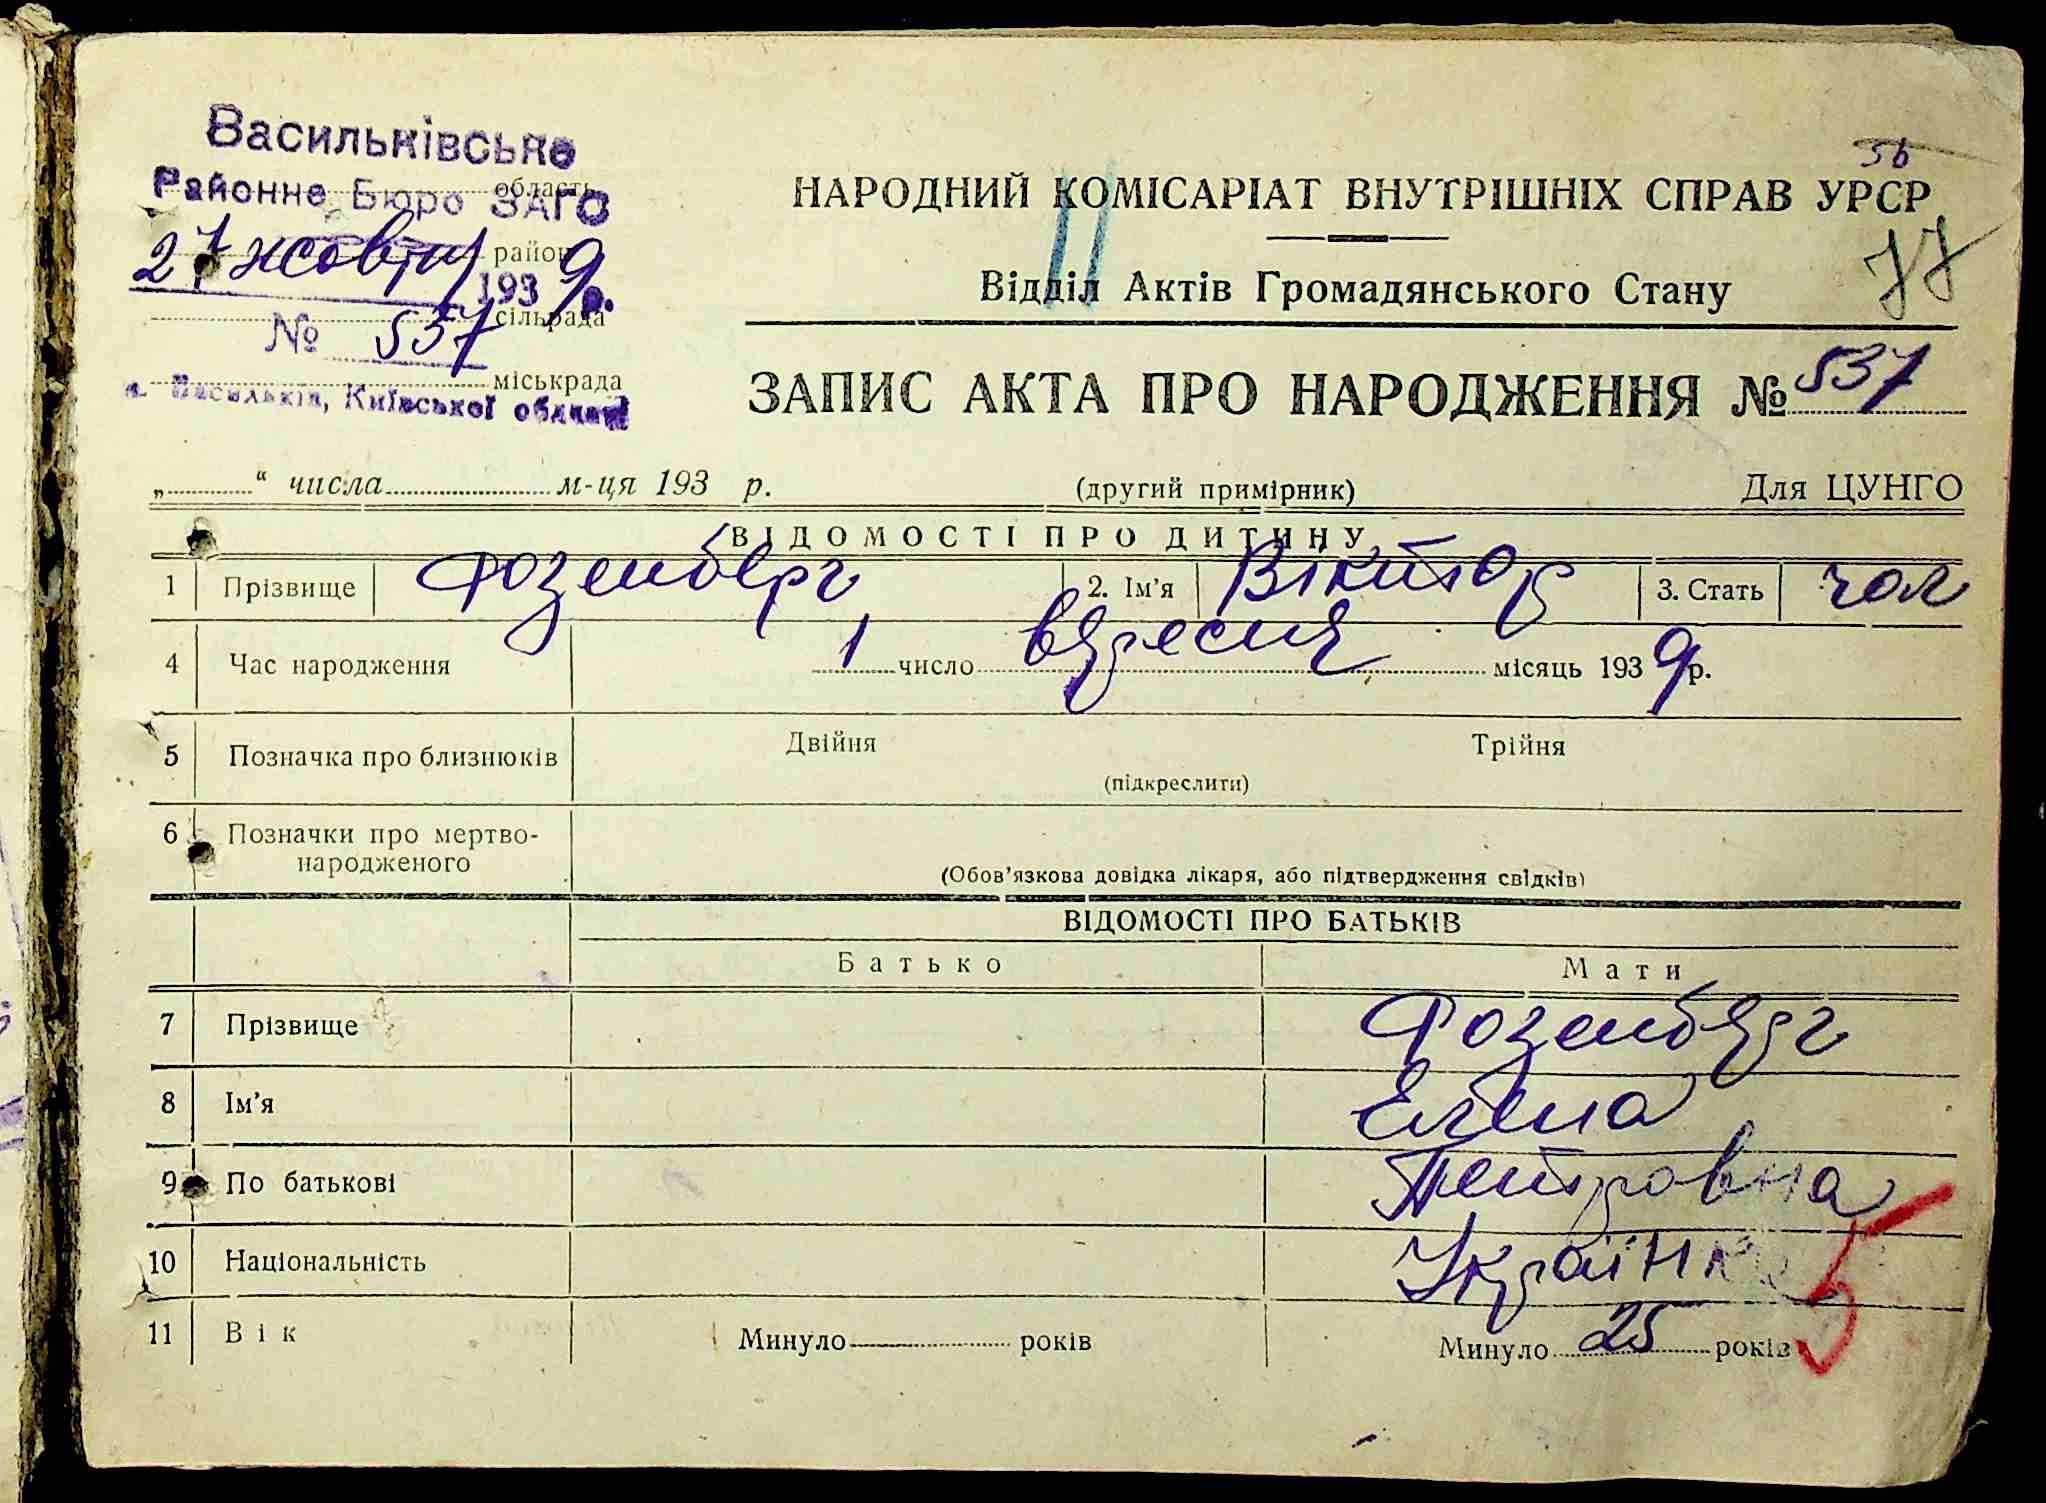 Васильківське
Районне Бюро ЗАГС
область
27 жовтня 1939 р.
район
сільрада
№ 537
міськрада
м. Васильків, Київської області
56
НАРОДНИЙ КОМІСАРІАТ ВНУТРІШНІХ СПРАВ УРСР
77
Відділ Актів Громадянського Стану
ЗАПИС АКТА ПРО НАРОДЖЕННЯ № 537
„ “ числа м-ця 193 р. (другий примірник) Для ЦУНГО
ВІДОМОСТІ ПРО ДИТИНУ
1 Прізвище Розенберг 2. Ім’я Віктор 3. Стать чол
4 Час народження 1 число вересня місяць 1939 р.
5 Позначка про близнюків Двійня Трійня
(підкреслити)
6 Позначки про мертво-
народженого
(Обов’язкова довідка лікаря, або підтвердження свідків)
ВІДОМОСТІ ПРО БАТЬКІВ
Батько Мати
7 Прізвище Розенберг
8 Ім’я Елена
9 По батькові Петровна
10 Національність Українка
5
11 Вік Минуло років Минуло 25 років